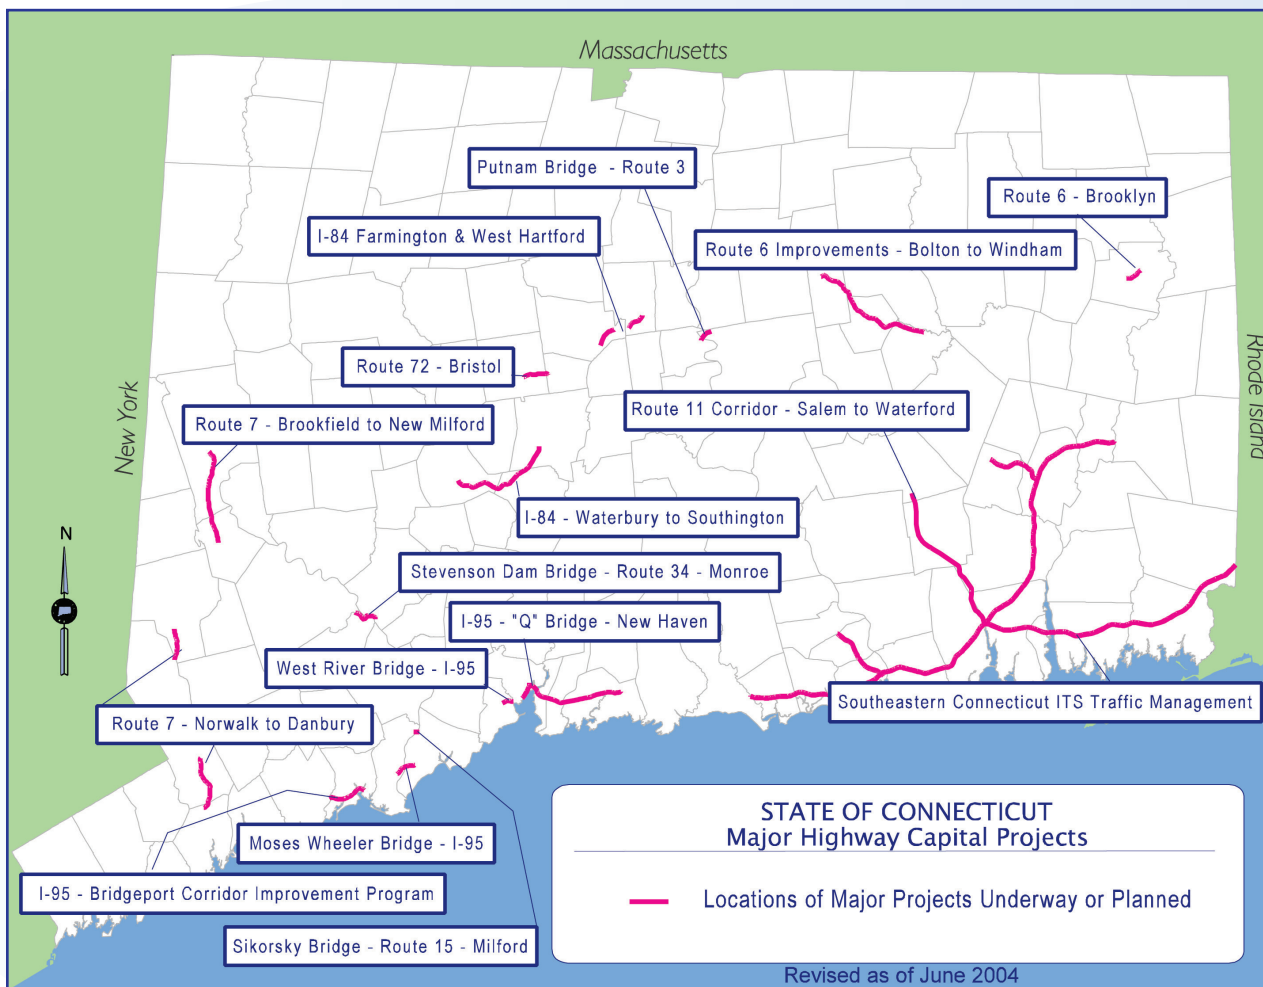 Massachusetts
Putnam Bridge - Route 3
Route 6 - Brooklyn
I-84 Farmington & West Hartford
Route 6 Improvements - Bolton to Windham
Rhode Island
New York
Route 72 - Bristol
Route 11 Corridor - Salem to Waterford
Route 7 - Brookfield to New Milford
I-84 - Waterbury to Southington
N
Stevenson Dam Bridge - Route 34 - Monroe
I-95 - "Q" Bridge - New Haven
West River Bridge - I-95
Southeastern Connecticut ITS Traffic Management
Route 7 - Norwalk to Danbury
Moses Wheeler Bridge - I-95
I-95 - Bridgeport Corridor Improvement Program
Sikorsky Bridge - Route 15 - Milford
STATE OF CONNECTICUT
Major Highway Capital Projects
Locations of Major Projects Underway or Planned
Revised as of June 2004